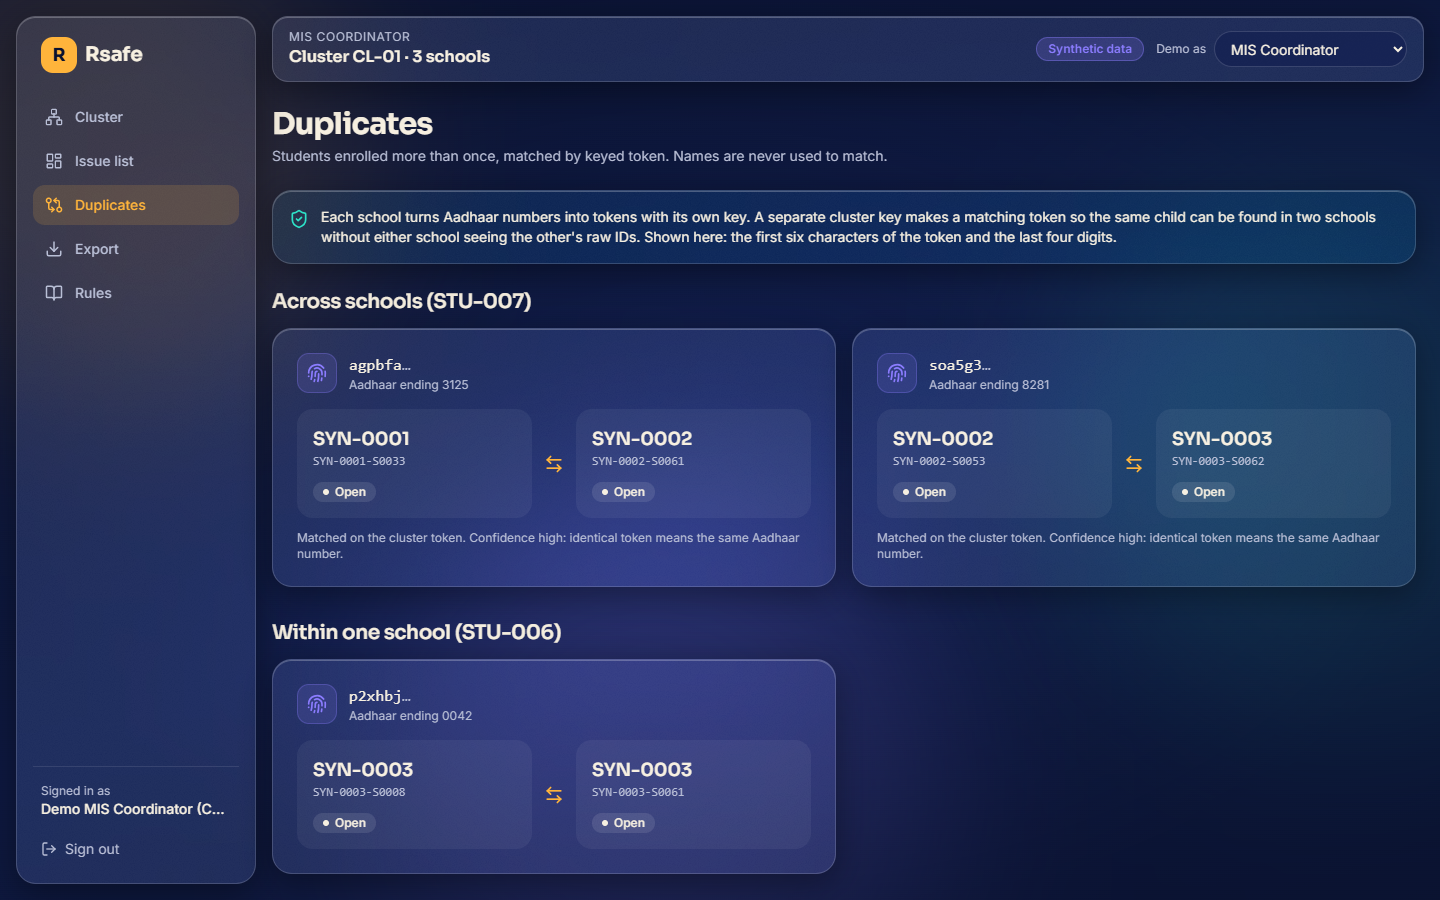 R Rsafe
Cluster
Issue list
Duplicates
Export
Rules
Signed in as
Demo MIS Coordinator (C...
Sign out
MIS COORDINATOR
Cluster CL-01 · 3 schools
Synthetic data
Demo as
MIS Coordinator
Duplicates
Students enrolled more than once, matched by keyed token. Names are never used to match.
Each school turns Aadhaar numbers into tokens with its own key. A separate cluster key makes a matching token so the same child can be found in two schools
without either school seeing the other's raw IDs. Shown here: the first six characters of the token and the last four digits.
Across schools (STU-007)
agpbfa…
Aadhaar ending 3125
SYN-0001
SYN-0001-S0033
Open
SYN-0002
SYN-0002-S0061
Open
Matched on the cluster token. Confidence high: identical token means the same Aadhaar
number.
soa5g3…
Aadhaar ending 8281
SYN-0002
SYN-0002-S0053
Open
SYN-0003
SYN-0003-S0062
Open
Matched on the cluster token. Confidence high: identical token means the same Aadhaar
number.
Within one school (STU-006)
p2xhbj…
Aadhaar ending 0042
SYN-0003
SYN-0003-S0008
Open
SYN-0003
SYN-0003-S0061
Open